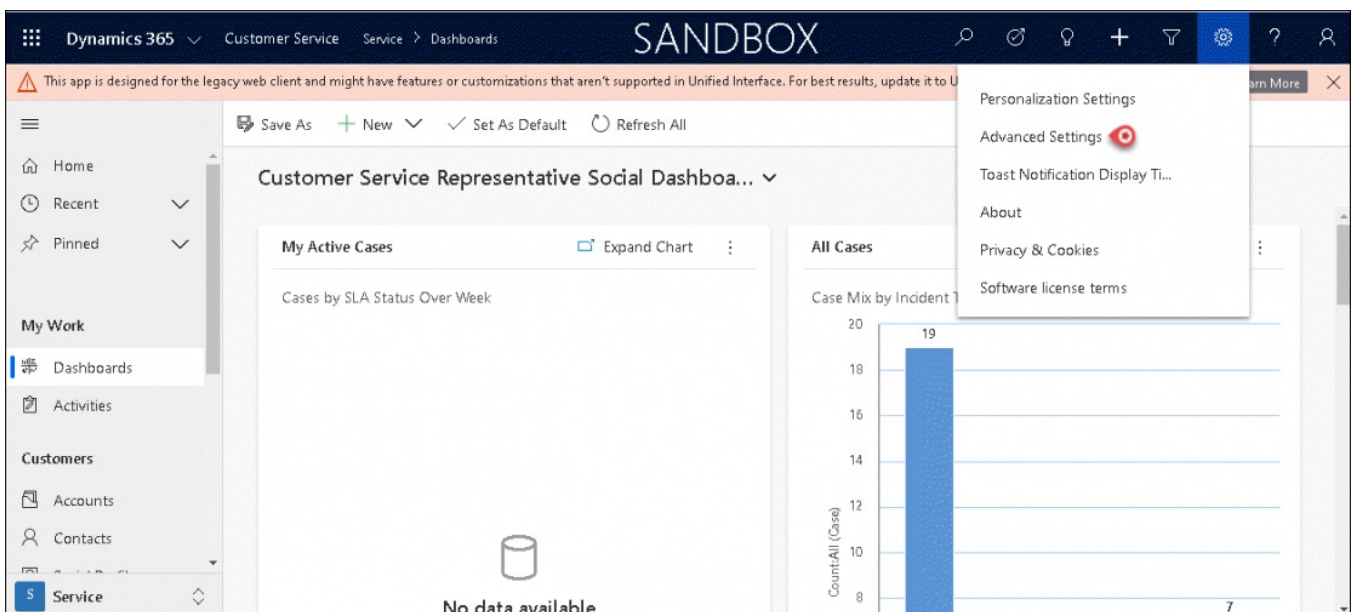 Dynamics 365 Customer Service Service > Dashboards SANDBOX
This app is designed for the legacy web client and might have features or customizations that aren't supported in Unified Interface. For best results, update it to U
arn More
Personalization Settings
Advanced Settings
Toast Notification Display Ti...
About
Privacy & Cookies
Software license terms
Save As New Set As Default Refresh All
Home
Recent
Pinned
My Work
Dashboards
Activities
Customers
Accounts
Contacts
S Service
Customer Service Representative Social Dashboa...
My Active Cases Expand Chart
Cases by SLA Status Over Week
No data available
All Cases
Case Mix by Incident T
Count:All (Case)
20
18
16
14
12
10
8
19
7